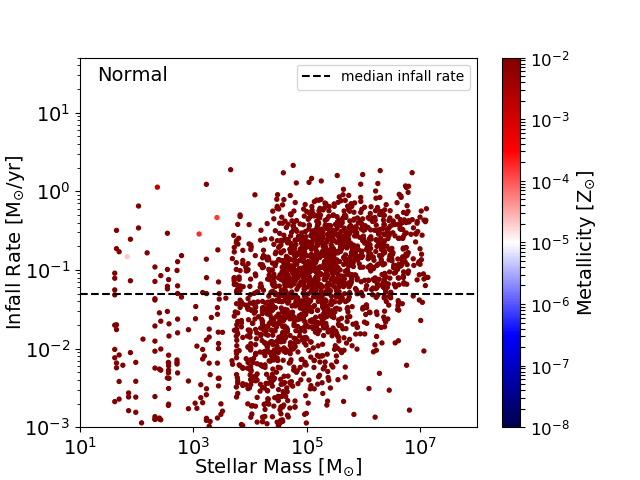 Normal
median infall rate
Infall Rate [M⊙/yr]
10¹
10⁰
10⁻¹
10⁻²
10⁻³
10¹ 10³ 10⁵ 10⁷
Stellar Mass [M⊙]
10⁻²
10⁻³
10⁻⁴
10⁻⁵
10⁻⁶
10⁻⁷
10⁻⁸
Metallicity [Z⊙]